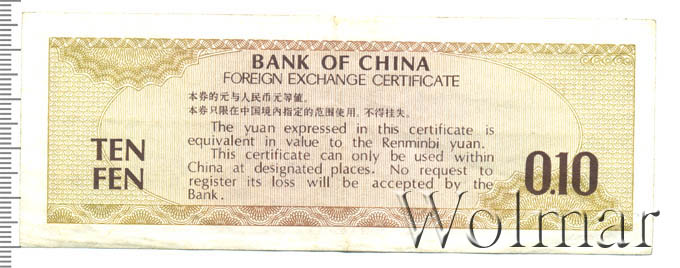 BANK OF CHINA
FOREIGN EXCHANGE CERTIFICATE
本券的元与人民币元等值。
本券只限在中国境内指定的范围使用，不得挂失。
The yuan expressed in this certificate is
equivalent in value to the Renminbi yuan.
This certificate can only be used within
China at designated places. No request to
register its loss will be accepted by the
Bank.
TEN
FEN
0.10
Wolmar